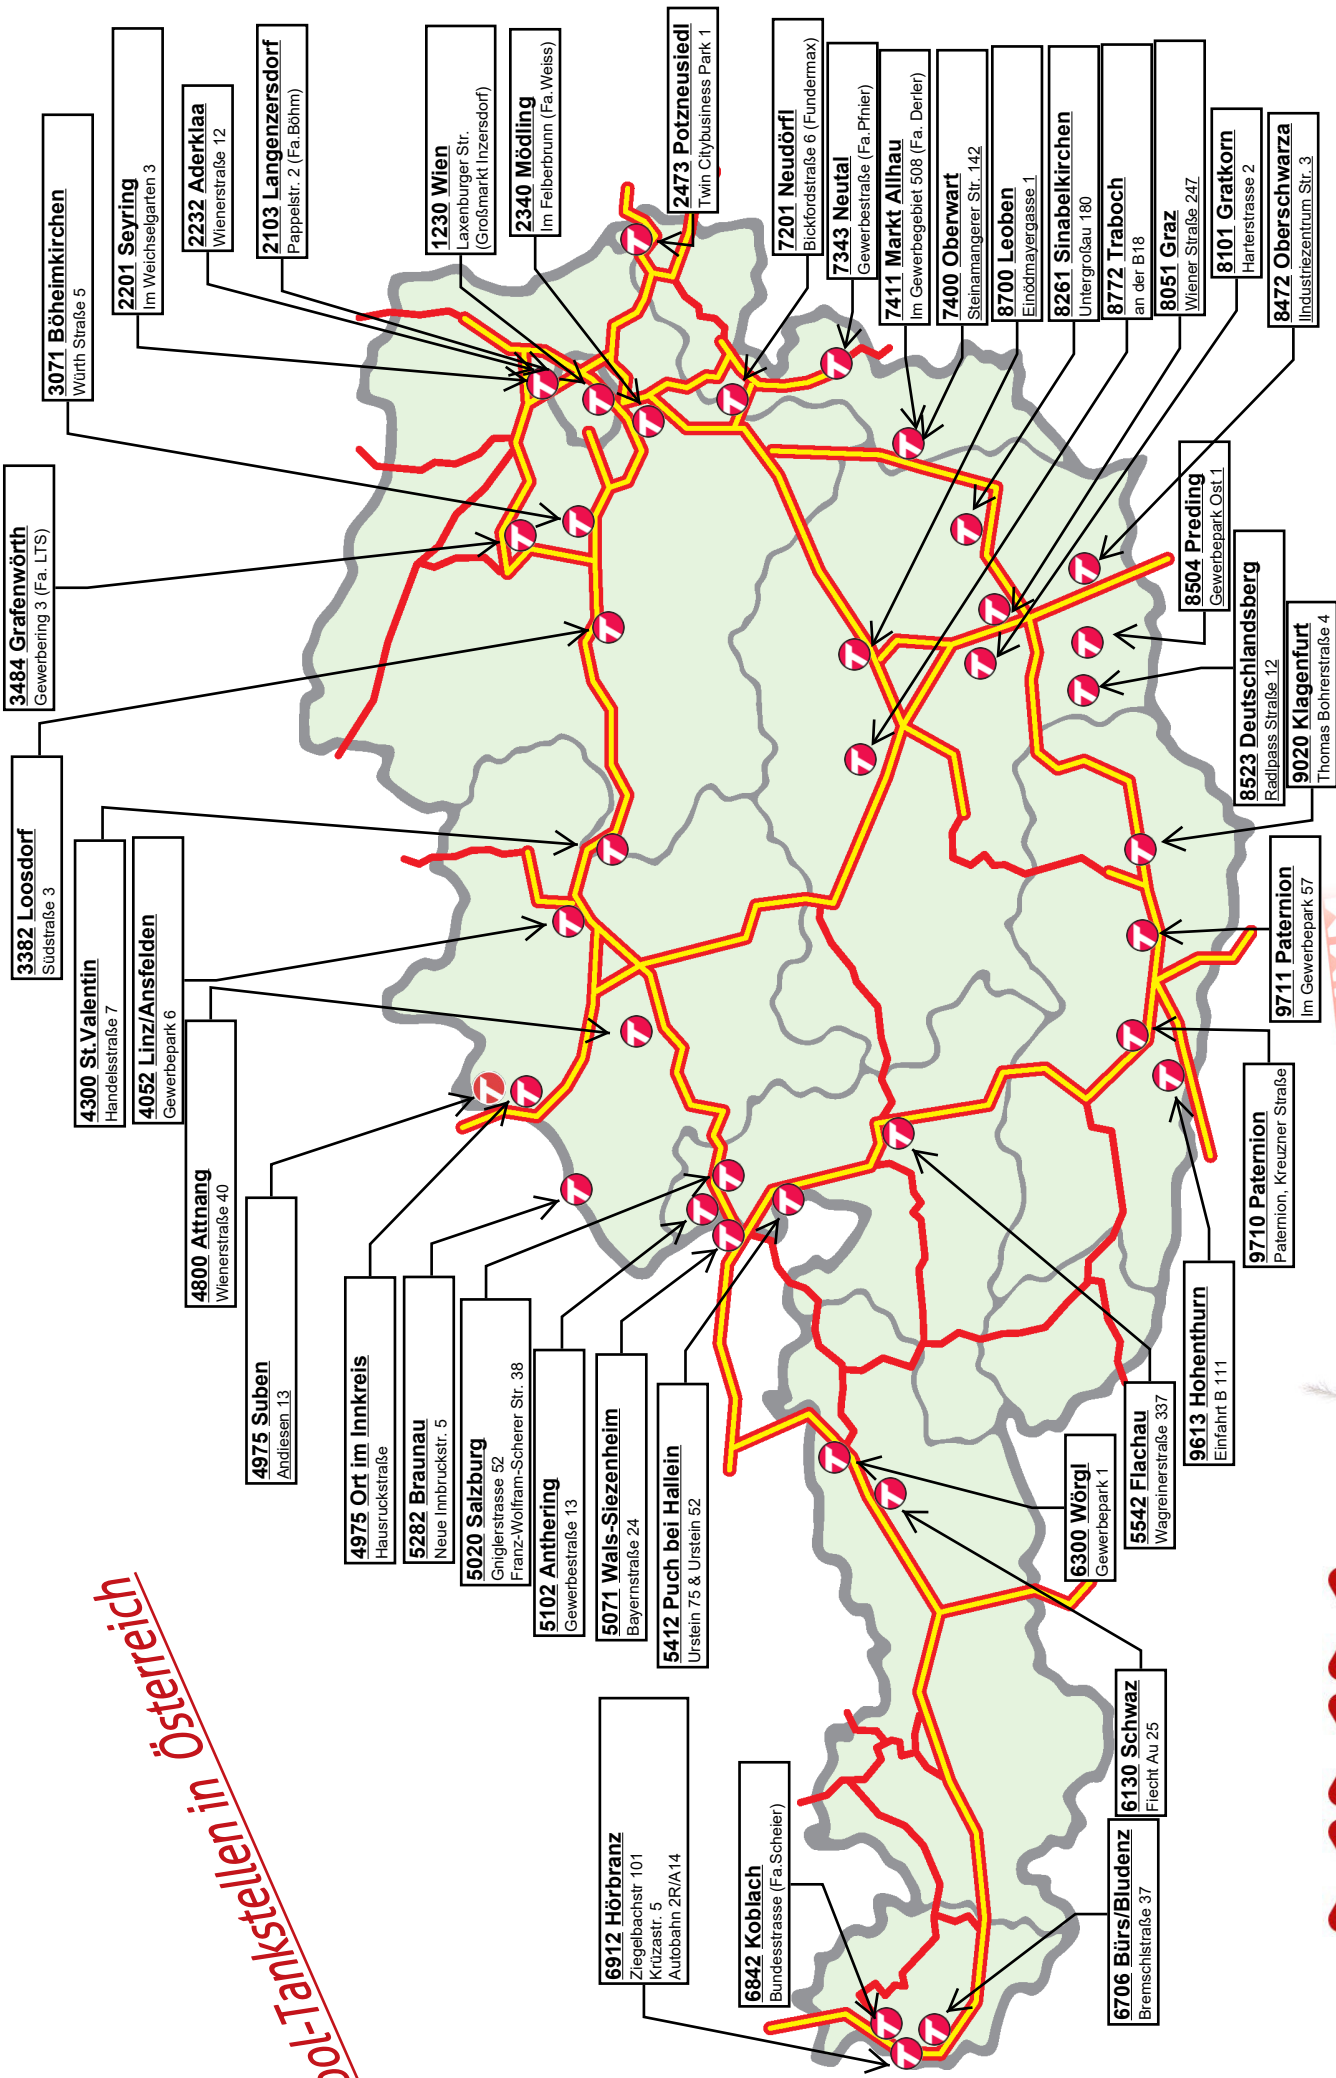 ool-Tankstellen in Österreich
6912 Hörbranz
Ziegelbachstr 101
Krüzastr. 5
Autobahn 2R/A14
6842 Koblach
Bundesstrasse (Fa.Scheier)
6706 Bürs/Bludenz
Bremschlstraße 37
6130 Schwaz
Fiecht Au 25
6300 Wörgl
Gewerbepark 1
5542 Flachau
Wagreinerstraße 337
9613 Hohenthurn
Einfahrt B 111
9710 Paternion
Paternion, Kreuzner Straße
9711 Paternion
Im Gewerbepark 57
9020 Klagenfurt
Thomas Bohrerstraße 4
8523 Deutschlandsberg
Radlpass Straße 12
8504 Preding
Gewerbepark Ost 1
4975 Suben
Andiesen 13
4975 Ort im Innkreis
Hausruckstraße
5282 Braunau
Neue Innbruckstr. 5
5020 Salzburg
Gniglerstrasse 52
Franz-Wolfram-Scherer Str. 38
5102 Anthering
Gewerbestraße 13
5071 Wals-Siezenheim
Bayernstraße 24
5412 Puch bei Hallein
Urstein 75 & Urstein 52
4800 Attnang
Wienerstraße 40
4052 Linz/Ansfelden
Gewerbepark 6
4300 St.Valentin
Handelsstraße 7
3382 Loosdorf
Südstraße 3
3484 Grafenwörth
Gewerbering 3 (Fa. LTS)
3071 Böheimkirchen
Würth Straße 5
2201 Seyring
Im Weichselgarten 3
2232 Aderklaa
Wienerstraße 12
2103 Langenzersdorf
Pappelstr. 2 (Fa.Böhm)
1230 Wien
Laxenburger Str.
(Großmarkt Inzersdorf)
2340 Mödling
Im Felberbrunn (Fa.Weiss)
2473 Potzneusiedl
Twin Citybusiness Park 1
7201 Neudörfl
Bickfordstraße 6 (Fundermax)
7343 Neutal
Gewerbestraße (Fa.Pfnier)
7411 Markt Allhau
Im Gewerbegebiet 508 (Fa. Derler)
7400 Oberwart
Steinamangerer Str. 142
8700 Leoben
Einödmayergasse 1
8261 Sinabelkirchen
Untergroßau 180
8772 Traboch
an der B18
8051 Graz
Wiener Straße 247
8101 Gratkorn
Harterstrasse 2
8472 Oberschwarza
IIndustriezentrum Str. 3